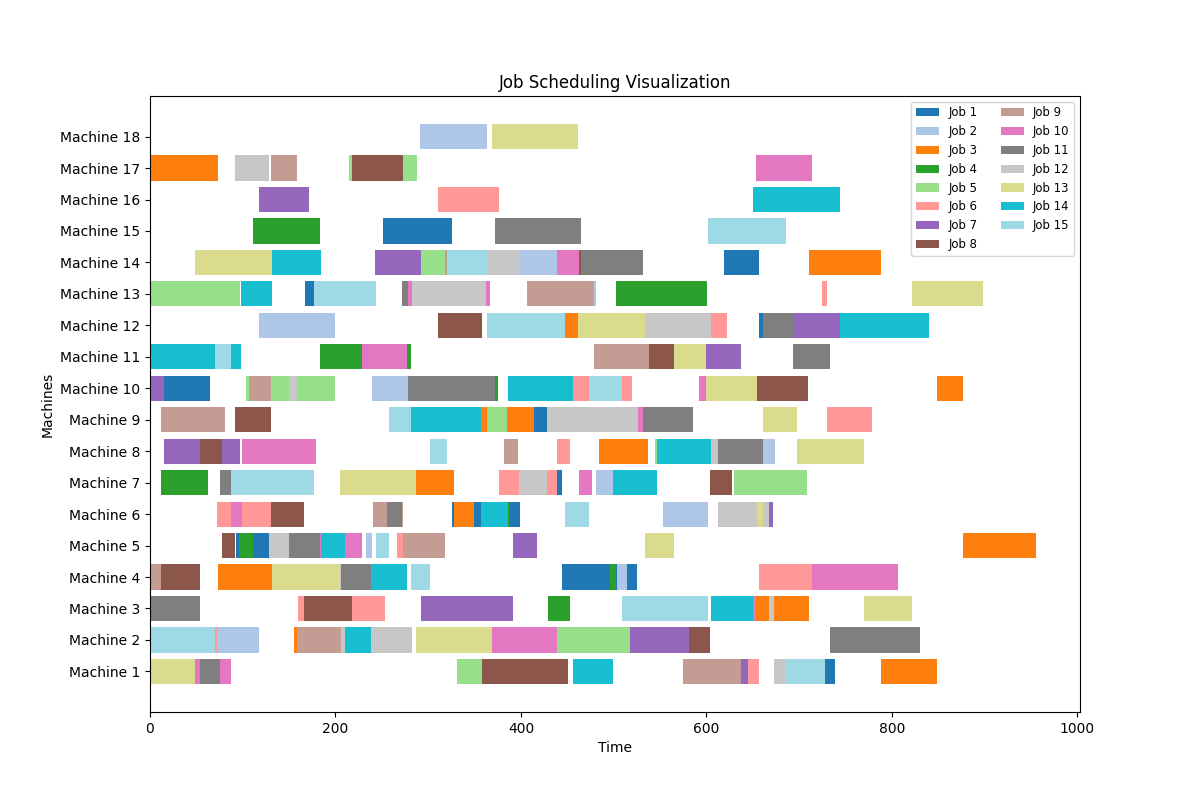 Job Scheduling Visualization
Machine 18
Machine 17
Machine 16
Machine 15
Machine 14
Machine 13
Machine 12
Machine 11
Machine 10
Machine 9
Machine 8
Machine 7
Machine 6
Machine 5
Machine 4
Machine 3
Machine 2
Machine 1
Machines
Job 1 Job 9
Job 2 Job 10
Job 3 Job 11
Job 4 Job 12
Job 5 Job 13
Job 6 Job 14
Job 7 Job 15
Job 8
0 200 400 600 800 1000
Time